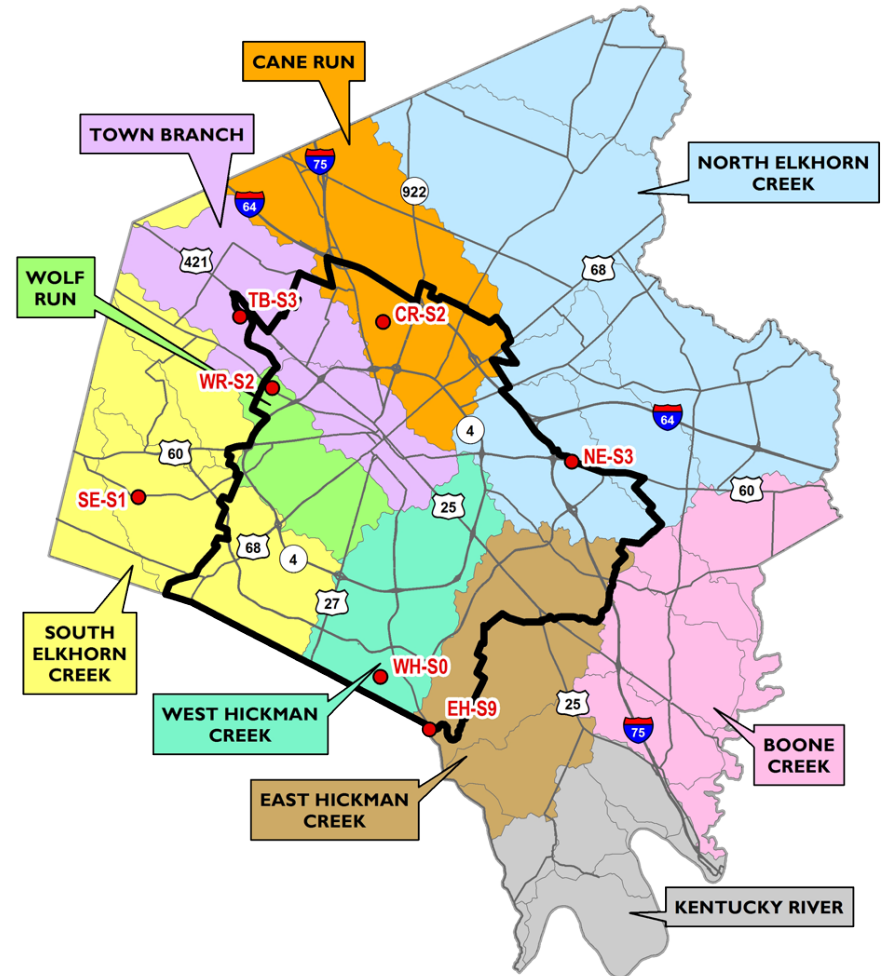 CANE RUN
TOWN BRANCH
75
NORTH ELKHORN
CREEK
922
64
421
68
WOLF
RUN
TB-S3
CR-S2
WR-S2
64
4
60
NE-S3
60
SE-S1
25
68
4
27
SOUTH
ELKHORN
CREEK
WH-S0
EH-S9
25
WEST HICKMAN
CREEK
75
BOONE
CREEK
EAST HICKMAN
CREEK
KENTUCKY RIVER